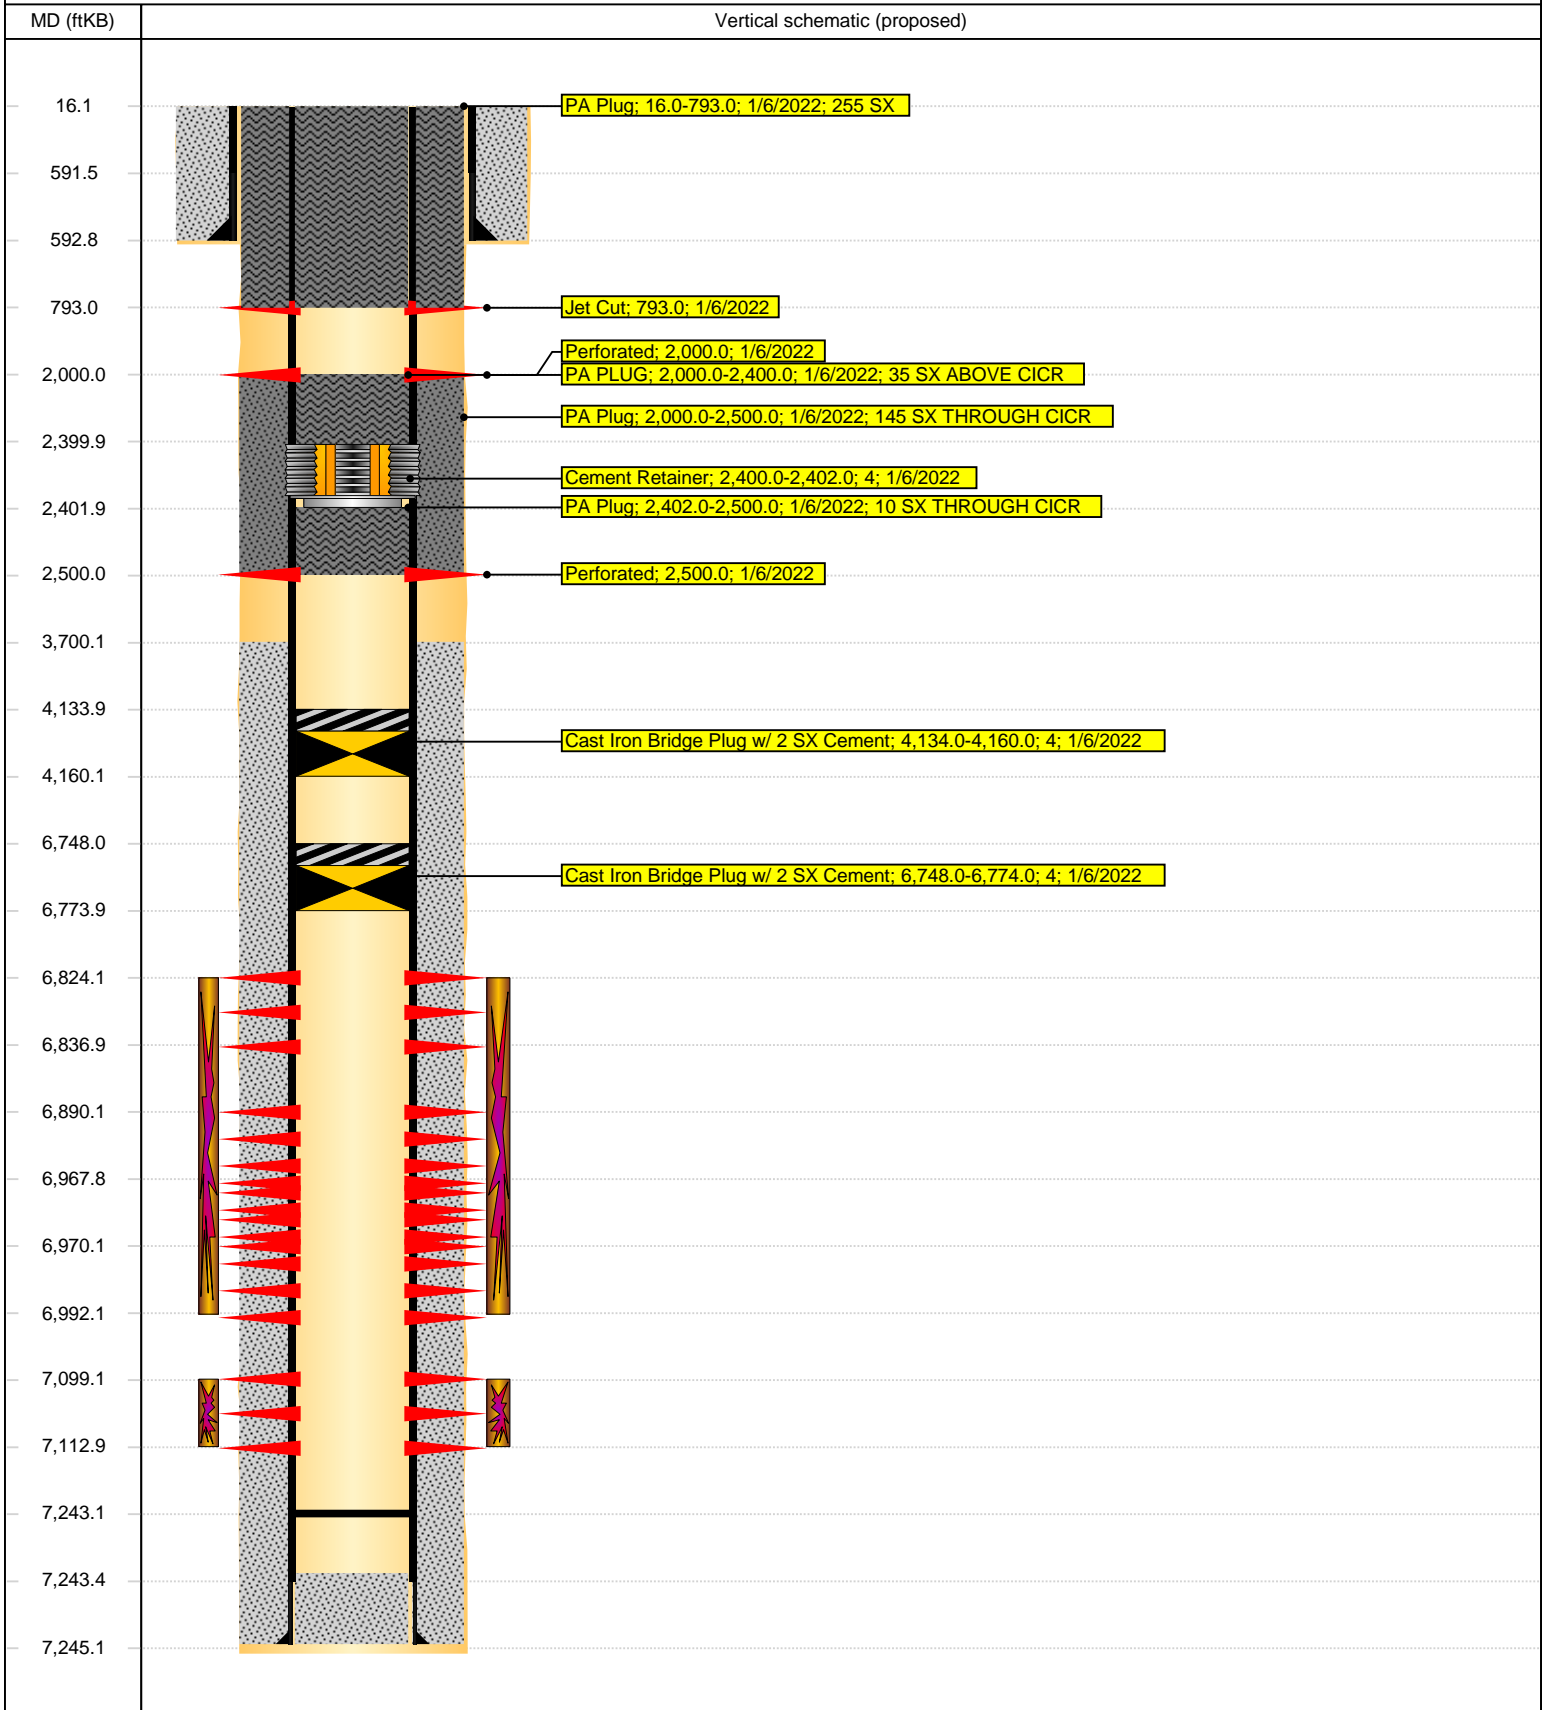 MD (ftKB)
Vertical schematic (proposed)
16.1
PA Plug; 16.0-793.0; 1/6/2022; 255 SX
591.5
592.8
793.0
Jet Cut; 793.0; 1/6/2022
Perforated; 2,000.0; 1/6/2022
2,000.0
PA PLUG; 2,000.0-2,400.0; 1/6/2022; 35 SX ABOVE CICR
PA Plug; 2,000.0-2,500.0; 1/6/2022; 145 SX THROUGH CICR
2,399.9
Cement Retainer; 2,400.0-2,402.0; 4; 1/6/2022
2,401.9
PA Plug; 2,402.0-2,500.0; 1/6/2022; 10 SX THROUGH CICR
2,500.0
Perforated; 2,500.0; 1/6/2022
3,700.1
4,133.9
Cast Iron Bridge Plug w/ 2 SX Cement; 4,134.0-4,160.0; 4; 1/6/2022
4,160.1
6,748.0
Cast Iron Bridge Plug w/ 2 SX Cement; 6,748.0-6,774.0; 4; 1/6/2022
6,773.9
6,824.1
6,836.9
6,890.1
6,967.8
6,970.1
6,992.1
7,099.1
7,112.9
7,243.1
7,243.4
7,245.1